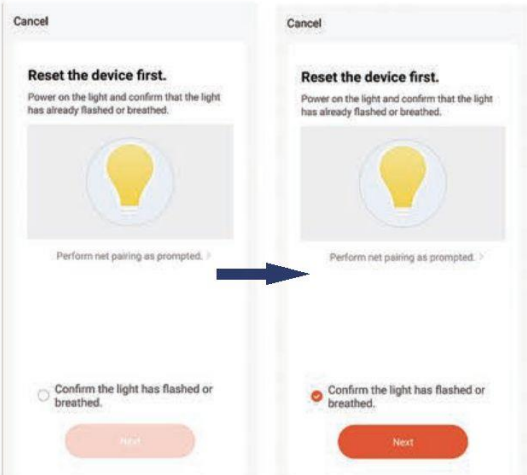 Cancel
Reset the device first.
Power on the light and confirm that the light
has already flashed or breathed.
Perform net pairing as prompted. >
Confirm the light has flashed or
breathed.
Next
Cancel
Reset the device first.
Power on the light and confirm that the light
has already flashed or breathed.
Perform net pairing as prompted. >
Confirm the light has flashed or
breathed.
Next